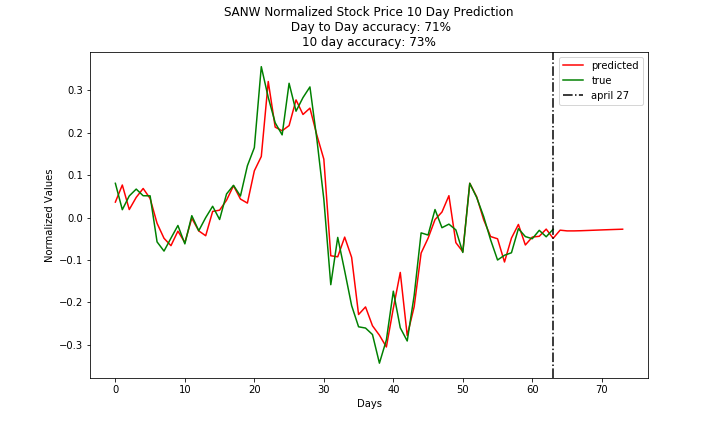 SANW Normalized Stock Price 10 Day Prediction
Day to Day accuracy: 71%
10 day accuracy: 73%
predicted
true
april 27
Normalized Values
0.3
0.2
0.1
0.0
−0.1
−0.2
−0.3
0 10 20 30 40 50 60 70
Days